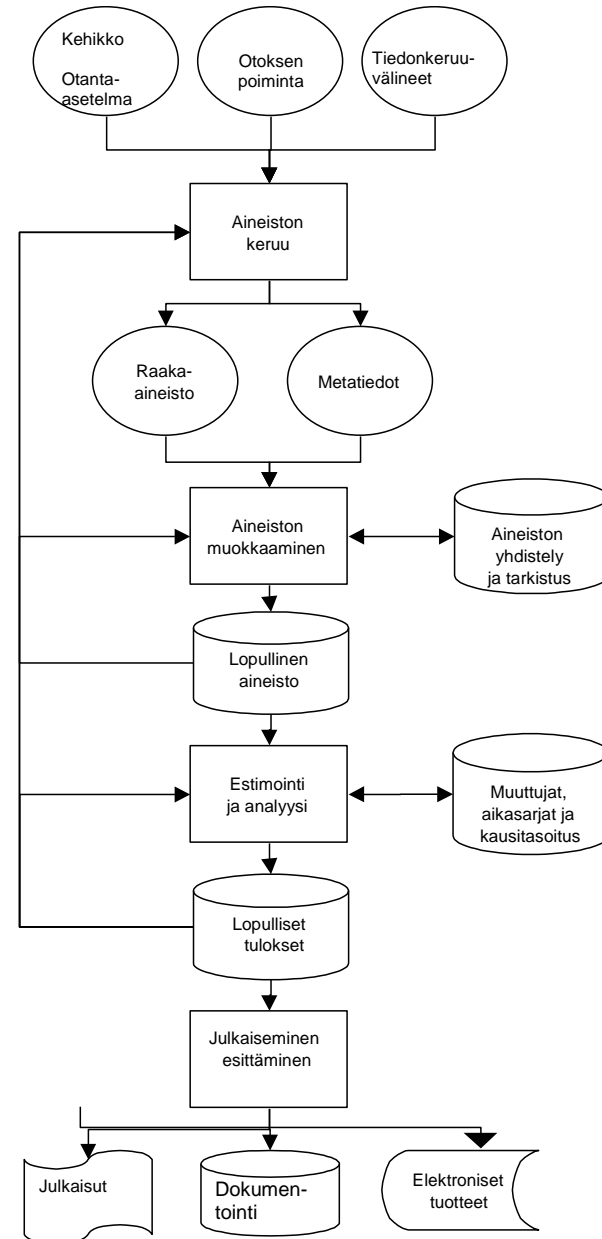 Kehikko
Otanta-
asetelma
Otoksen
poiminta
Tiedonkeruu-
välineet
Aineiston
keruu
Raaka-
aineisto
Metatiedot
Aineiston
muokkaaminen
Aineiston
yhdistely
ja tarkistus
Lopullinen
aineisto
Estimointi
ja analyysi
Muuttujat,
aikasarjat ja
kausitasoitus
Lopulliset
tulokset
Julkaiseminen
esittäminen
Julkaisut
Dokumen-
tointi
Elektroniset
tuotteet